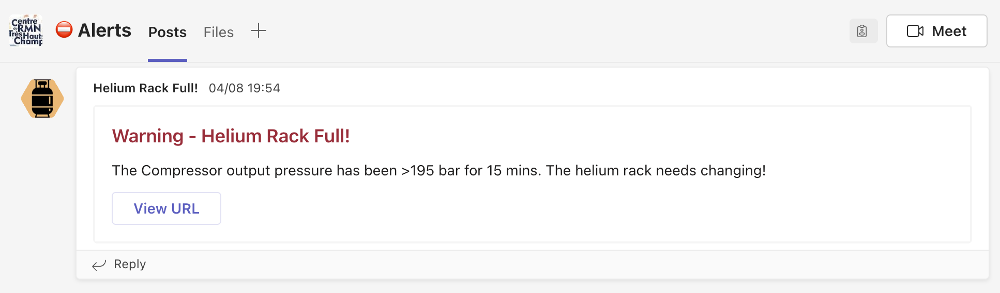 Centre
de RMN
Très Hauts
Champ
Alerts
Posts
Files
Meet
Helium Rack Full! 04/08 19:54
Warning - Helium Rack Full!
The Compressor output pressure has been >195 bar for 15 mins. The helium rack needs changing!
View URL
Reply